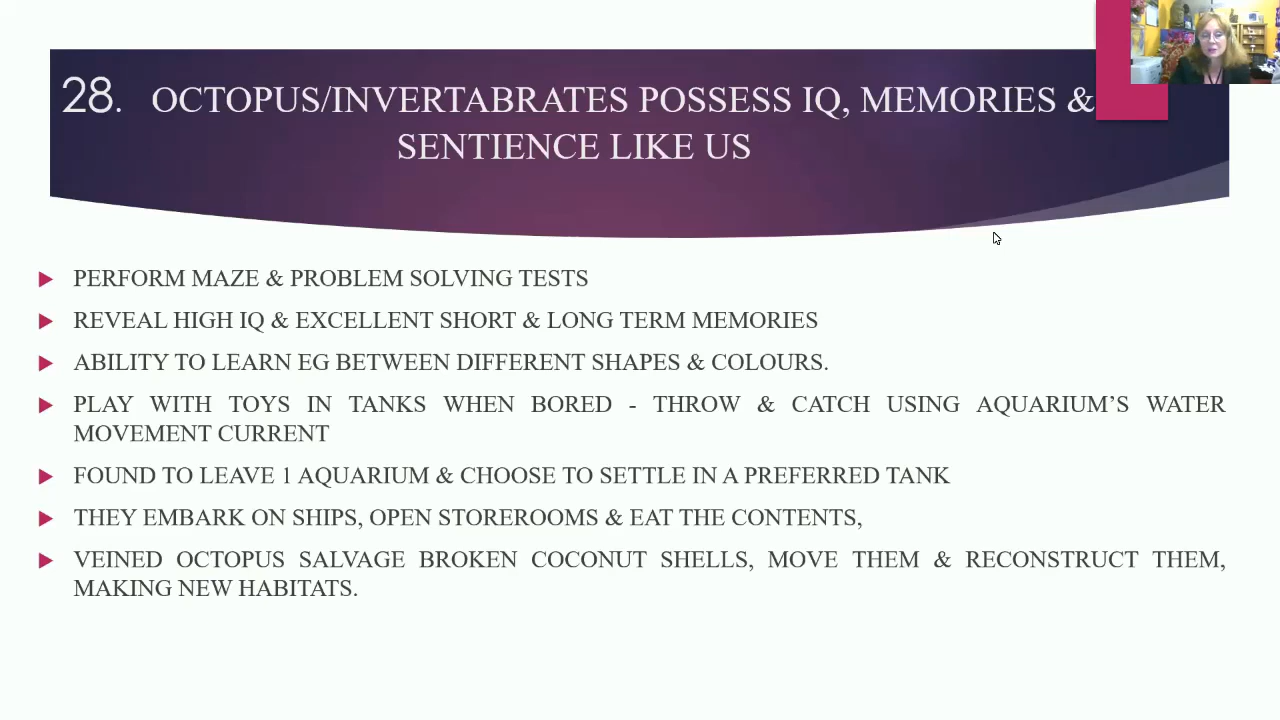 28. OCTOPUS/INVERTABRATES POSSESS IQ, MEMORIES &
SENTIENCE LIKE US
PERFORM MAZE & PROBLEM SOLVING TESTS
REVEAL HIGH IQ & EXCELLENT SHORT & LONG TERM MEMORIES
ABILITY TO LEARN EG BETWEEN DIFFERENT SHAPES & COLOURS.
PLAY WITH TOYS IN TANKS WHEN BORED - THROW & CATCH USING AQUARIUM’S WATER
MOVEMENT CURRENT
FOUND TO LEAVE 1 AQUARIUM & CHOOSE TO SETTLE IN A PREFERRED TANK
THEY EMBARK ON SHIPS, OPEN STOREROOMS & EAT THE CONTENTS,
VEINED OCTOPUS SALVAGE BROKEN COCONUT SHELLS, MOVE THEM & RECONSTRUCT THEM,
MAKING NEW HABITATS.